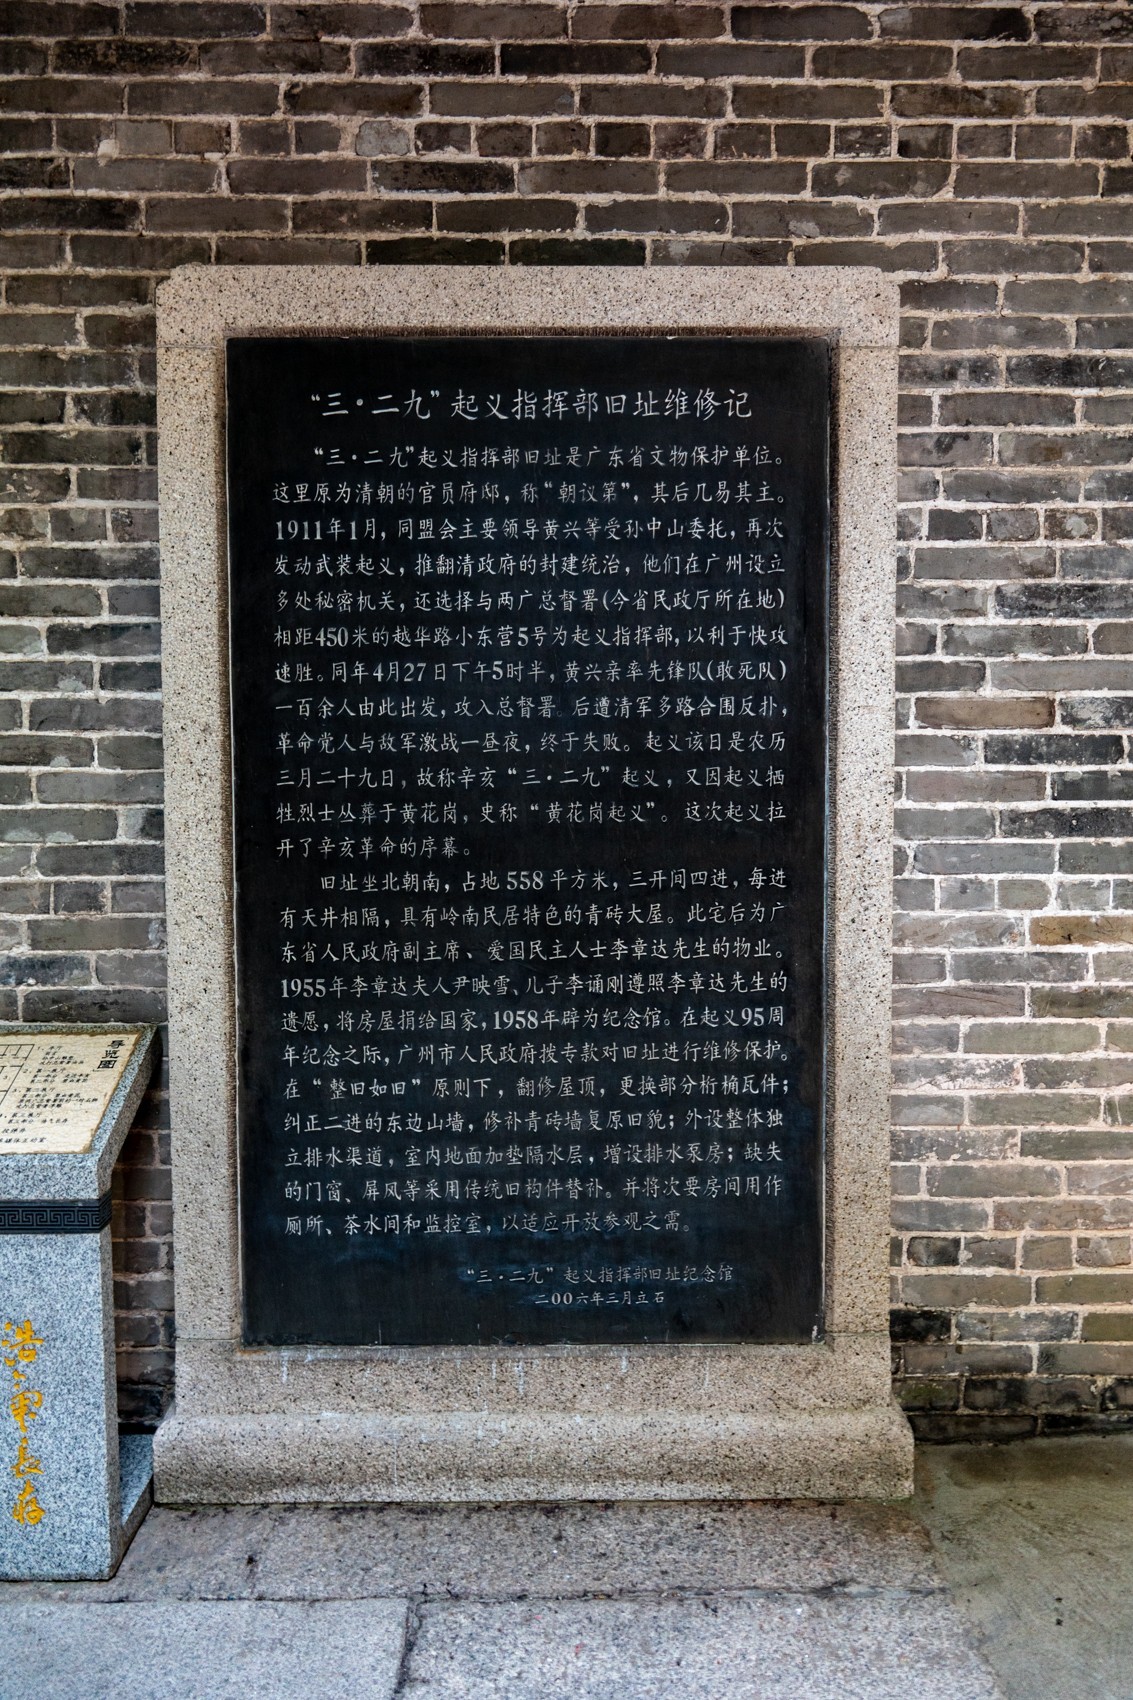 “三·二九”起义指挥部旧址维修记
“三·二九”起义指挥部旧址是广东省文物保护单位。
这里原为清朝的官员府邸，称“朝议第”，其后几易其主。
1911年1月，同盟会主要领导黄兴等受孙中山委托，再次
发动武装起义，推翻清政府的封建统治，他们在广州设立
多处秘密机关，还选择与两广总督署(今省民政厅所在地)
相距450米的越华路小东营5号为起义指挥部，以利于快攻
速胜。同年4月27日下午5时半，黄兴亲率先锋队(敢死队)
一百余人由此出发，攻入总督署。后遭清军多路合围反扑，
革命党人与敌军激战一昼夜，终于失败。起义该日是农历
三月二十九日，故称辛亥“三·二九”起义，又因起义牺
牲烈士丛葬于黄花岗，史称“黄花岗起义”。这次起义拉
开了辛亥革命的序幕。
旧址坐北朝南，占地558平方米，三开间四进，每进
有天井相隔，具有岭南民居特色的青砖大屋。此宅后为广
东省人民政府副主席、爱国民主人士李章达先生的物业。
1955年李章达夫人尹映雪、儿子李诵刚遵照李章达先生的
遗愿，将房屋捐给国家，1958年辟为纪念馆。在起义95周
年纪念之际，广州市人民政府拨专款对旧址进行维修保护。
在“整旧如旧”原则下，翻修屋顶，更换部分桁桷瓦件；
纠正二进的东边山墙，修补青砖墙复原旧貌；外设整体独
立排水渠道，室内地面加垫隔水层，增设排水泵房；缺失
的门窗、屏风等采用传统旧构件替补。并将次要房间用作
厕所、茶水间和监控室，以适应开放参观之需。
“三·二九”起义指挥部旧址纪念馆
二00六年三月立石
导览图
浩气长存